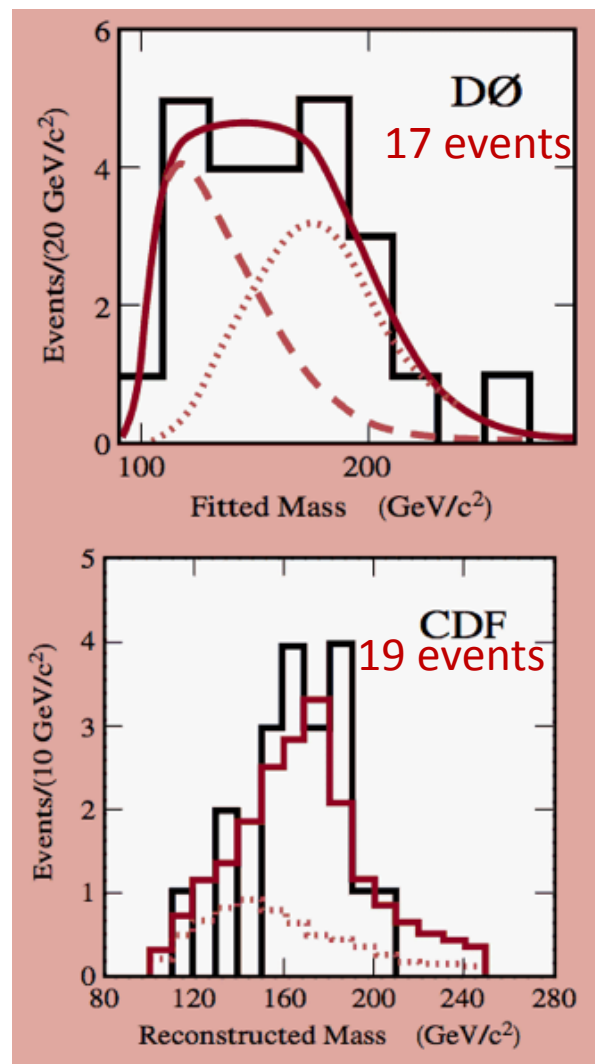 6
4
2
0
Events/(20 GeV/c²)
DØ
17 events
100 200
Fitted Mass (GeV/c²)
5
4
3
2
1
0
Events/(10 GeV/c²)
CDF
19 events
80 120 160 200 240 280
Reconstructed Mass (GeV/c²)